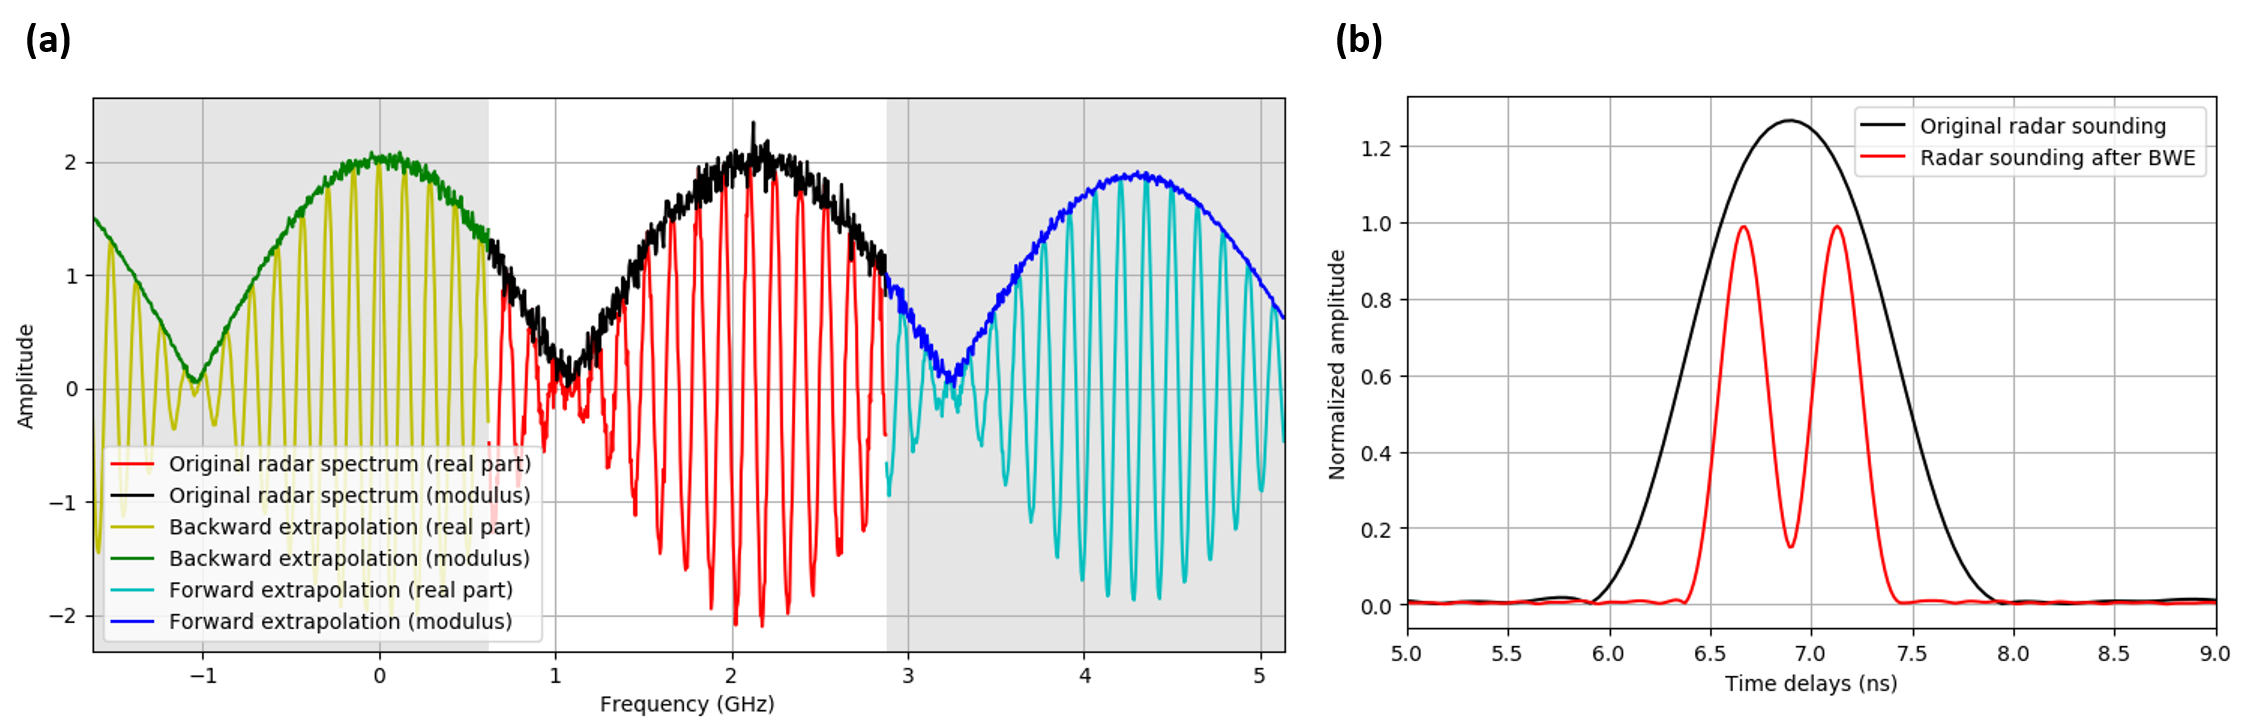 (a)
2
1
0
−1
−2
Amplitude
Original radar spectrum (real part)
Original radar spectrum (modulus)
Backward extrapolation (real part)
Backward extrapolation (modulus)
Forward extrapolation (real part)
Forward extrapolation (modulus)
−1 0 1 2 3 4 5
Frequency (GHz)
(b)
Original radar sounding
Radar sounding after BWE
1.2
1.0
0.8
0.6
0.4
0.2
0.0
Normalized amplitude
5.0 5.5 6.0 6.5 7.0 7.5 8.0 8.5 9.0
Time delays (ns)